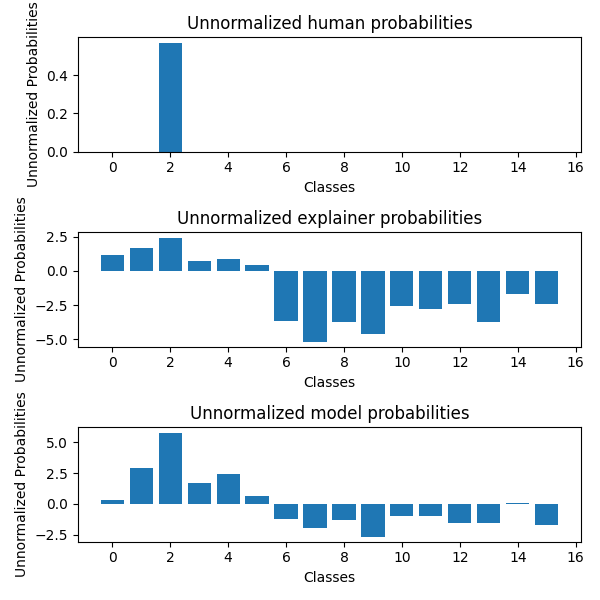 Unnormalized human probabilities
Unnormalized Probabilities
0.4
0.2
0.0
0 2 4 6 8 10 12 14 16
Classes
Unnormalized explainer probabilities
Unnormalized Probabilities
2.5
0.0
−2.5
−5.0
0 2 4 6 8 10 12 14 16
Classes
Unnormalized model probabilities
Unnormalized Probabilities
5.0
2.5
0.0
−2.5
0 2 4 6 8 10 12 14 16
Classes